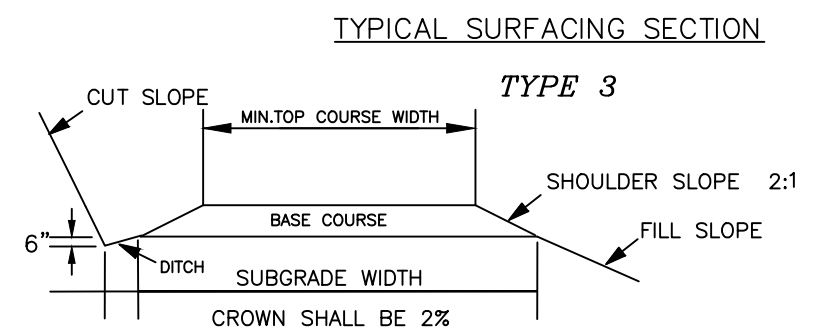 TYPICAL SURFACING SECTION
TYPE 3
CUT SLOPE
MIN.TOP COURSE WIDTH
SHOULDER SLOPE 2:1
BASE COURSE
FILL SLOPE
6"
DITCH
SUBGRADE WIDTH
CROWN SHALL BE 2%